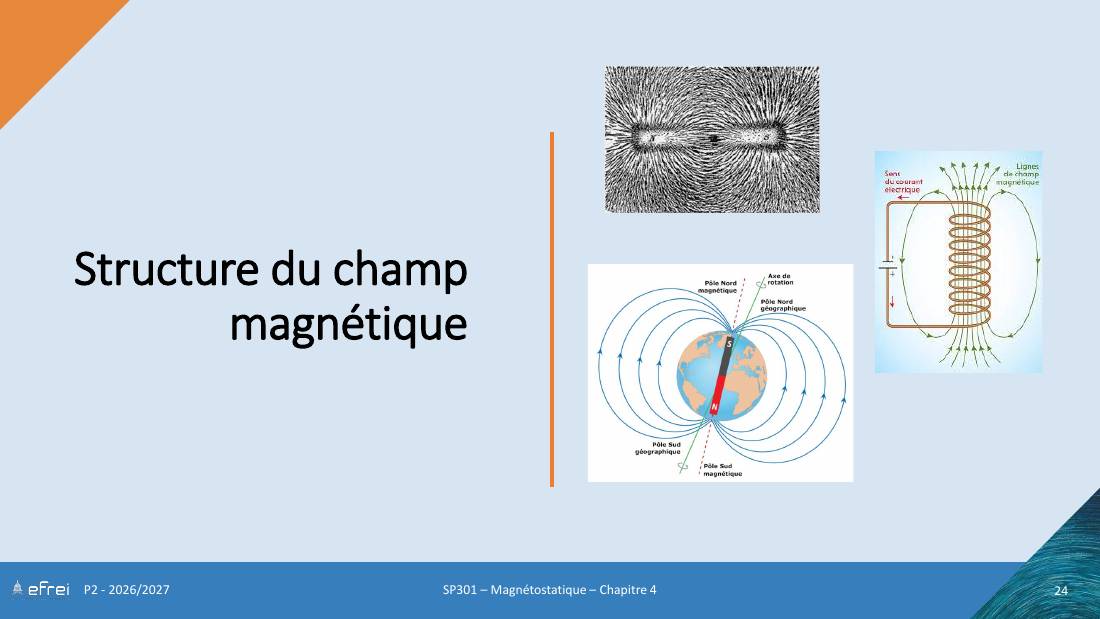 Structure du champ
magnétique
N
S
Sens
du courant
électrique
Lignes
de champ
magnétique
+
Pôle Nord
magnétique
Axe de
rotation
Pôle Nord
géographique
S
N
Pôle Sud
géographique
Pôle Sud
magnétique
efrei
P2 - 2026/2027
SP301 – Magnétostatique – Chapitre 4
24